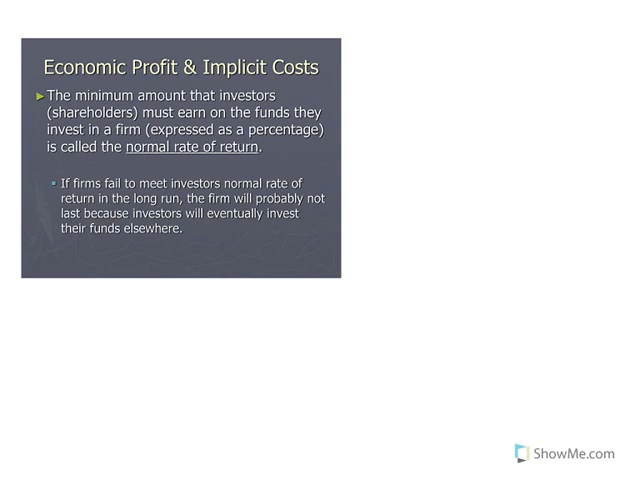 Economic Profit & Implicit Costs
The minimum amount that investors
(shareholders) must earn on the funds they
invest in a firm (expressed as a percentage)
is called the normal rate of return.
If firms fail to meet investors normal rate of
return in the long run, the firm will probably not
last because investors will eventually invest
their funds elsewhere.
ShowMe.com